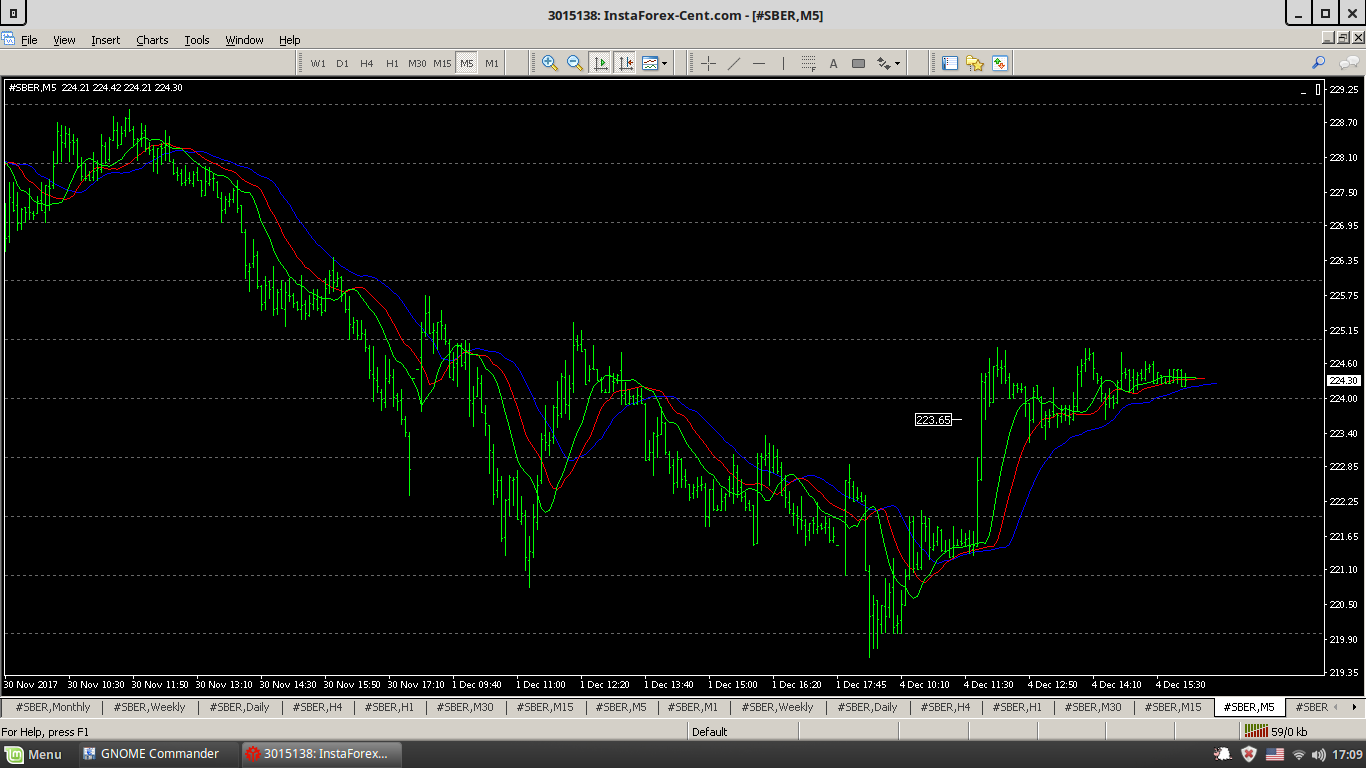 3015138: InstaForex-Cent.com - [#SBER,M5]
File View Insert Charts Tools Window Help
W1 D1 H4 H1 M30 M15 M5 M1
A
#SBER,M5 224.21 224.42 224.21 224.30
229.25
228.70
228.10
227.50
226.95
226.35
225.75
225.15
224.60
224.30
224.00
223.65
223.40
222.85
222.25
221.65
221.10
220.50
219.90
219.35
30 Nov 2017 30 Nov 10:30 30 Nov 11:50 30 Nov 13:10 30 Nov 14:30 30 Nov 15:50 30 Nov 17:10 1 Dec 09:40 1 Dec 11:00 1 Dec 12:20 1 Dec 13:40 1 Dec 15:00 1 Dec 16:20 1 Dec 17:45 4 Dec 10:10 4 Dec 11:30 4 Dec 12:50 4 Dec 14:10 4 Dec 15:30
#SBER,Monthly #SBER,Weekly #SBER,Daily #SBER,H4 #SBER,H1 #SBER,M30 #SBER,M15 #SBER,M5 #SBER,M1 #SBER,Weekly #SBER,Daily #SBER,H4 #SBER,H1 #SBER,M30 #SBER,M15 #SBER,M5 #SBER
For Help, press F1 Default 59/0 kb
Menu GNOME Commander 3015138: InstaForex... 17:09